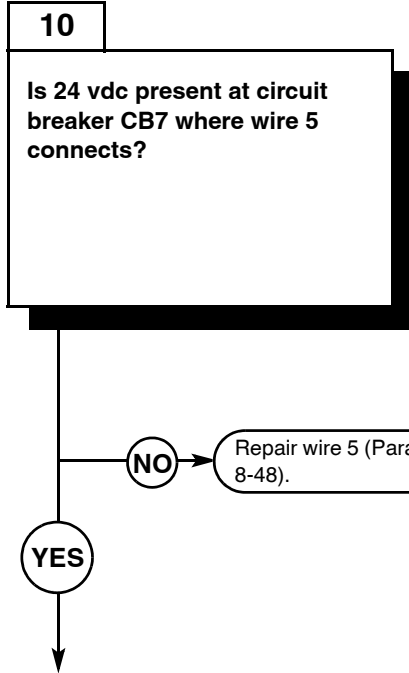 10
Is 24 vdc present at circuit
breaker CB7 where wire 5
connects?
NO
Repair wire 5 (Para
8-48).
YES